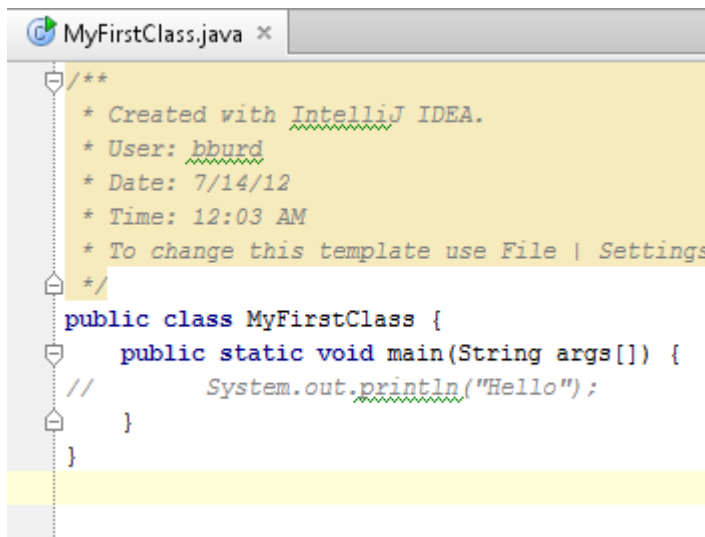 MyFirstClass.java ×
/**
 * Created with IntelliJ IDEA.
 * User: bburd
 * Date: 7/14/12
 * Time: 12:03 AM
 * To change this template use File | Settings
 */
public class MyFirstClass {
    public static void main(String args[]) {
//        System.out.println("Hello");
    }
}